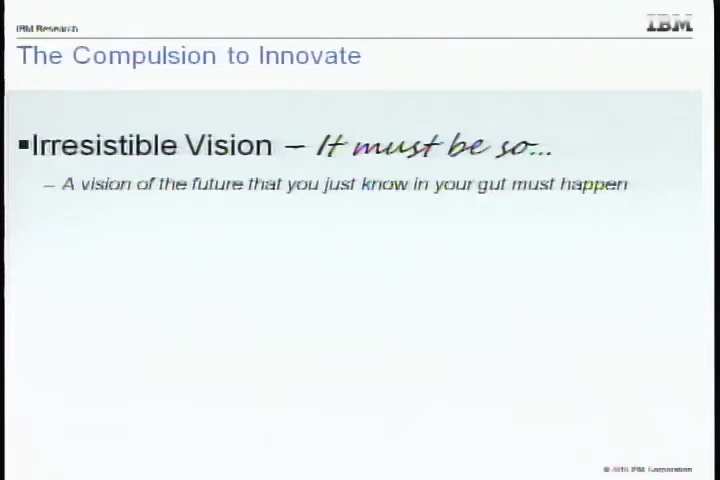 IBM Research
IBM
The Compulsion to Innovate
▪Irresistible Vision – It must be so...
– A vision of the future that you just know in your gut must happen
IBM Corporation